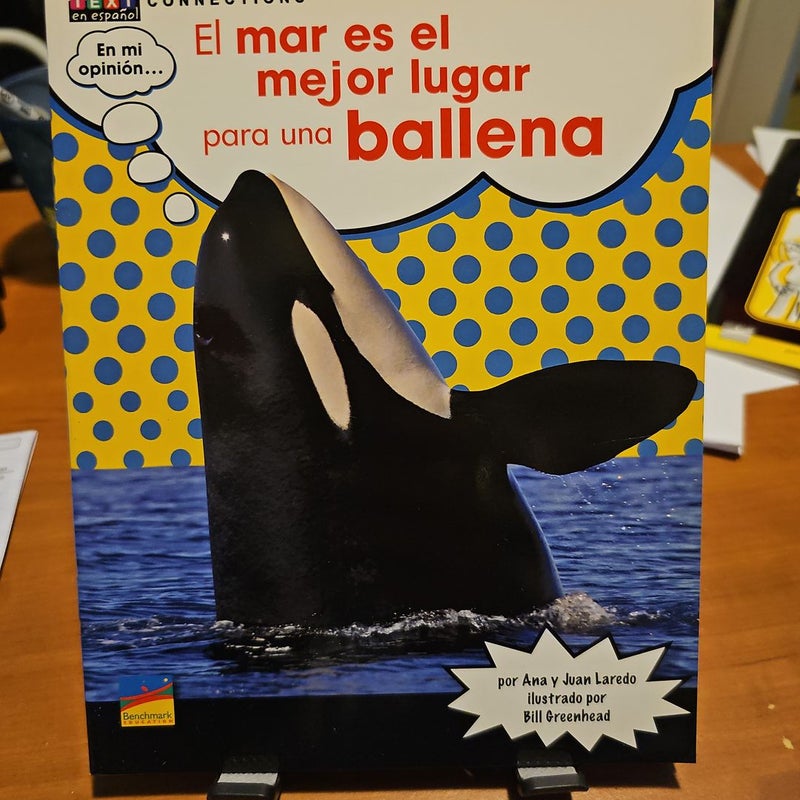 TEXT
en español
CONNECTIONS
En mi
opinión...
El mar es el
mejor lugar
para una ballena
por Ana y Juan Laredo
ilustrado por
Bill Greenhead
Benchmark
EDUCATION